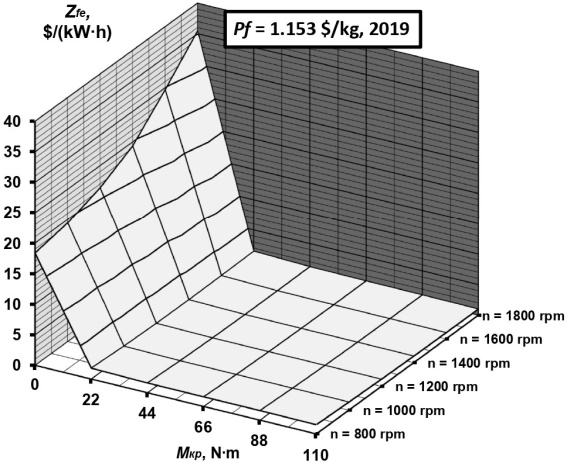 Zfe,
$/(kW·h)
Pf = 1.153 $/kg, 2019
40
35
30
25
20
15
10
5
0
0
22
44
66
88
110
Mкр, N·m
n = 1800 rpm
n = 1600 rpm
n = 1400 rpm
n = 1200 rpm
n = 1000 rpm
n = 800 rpm